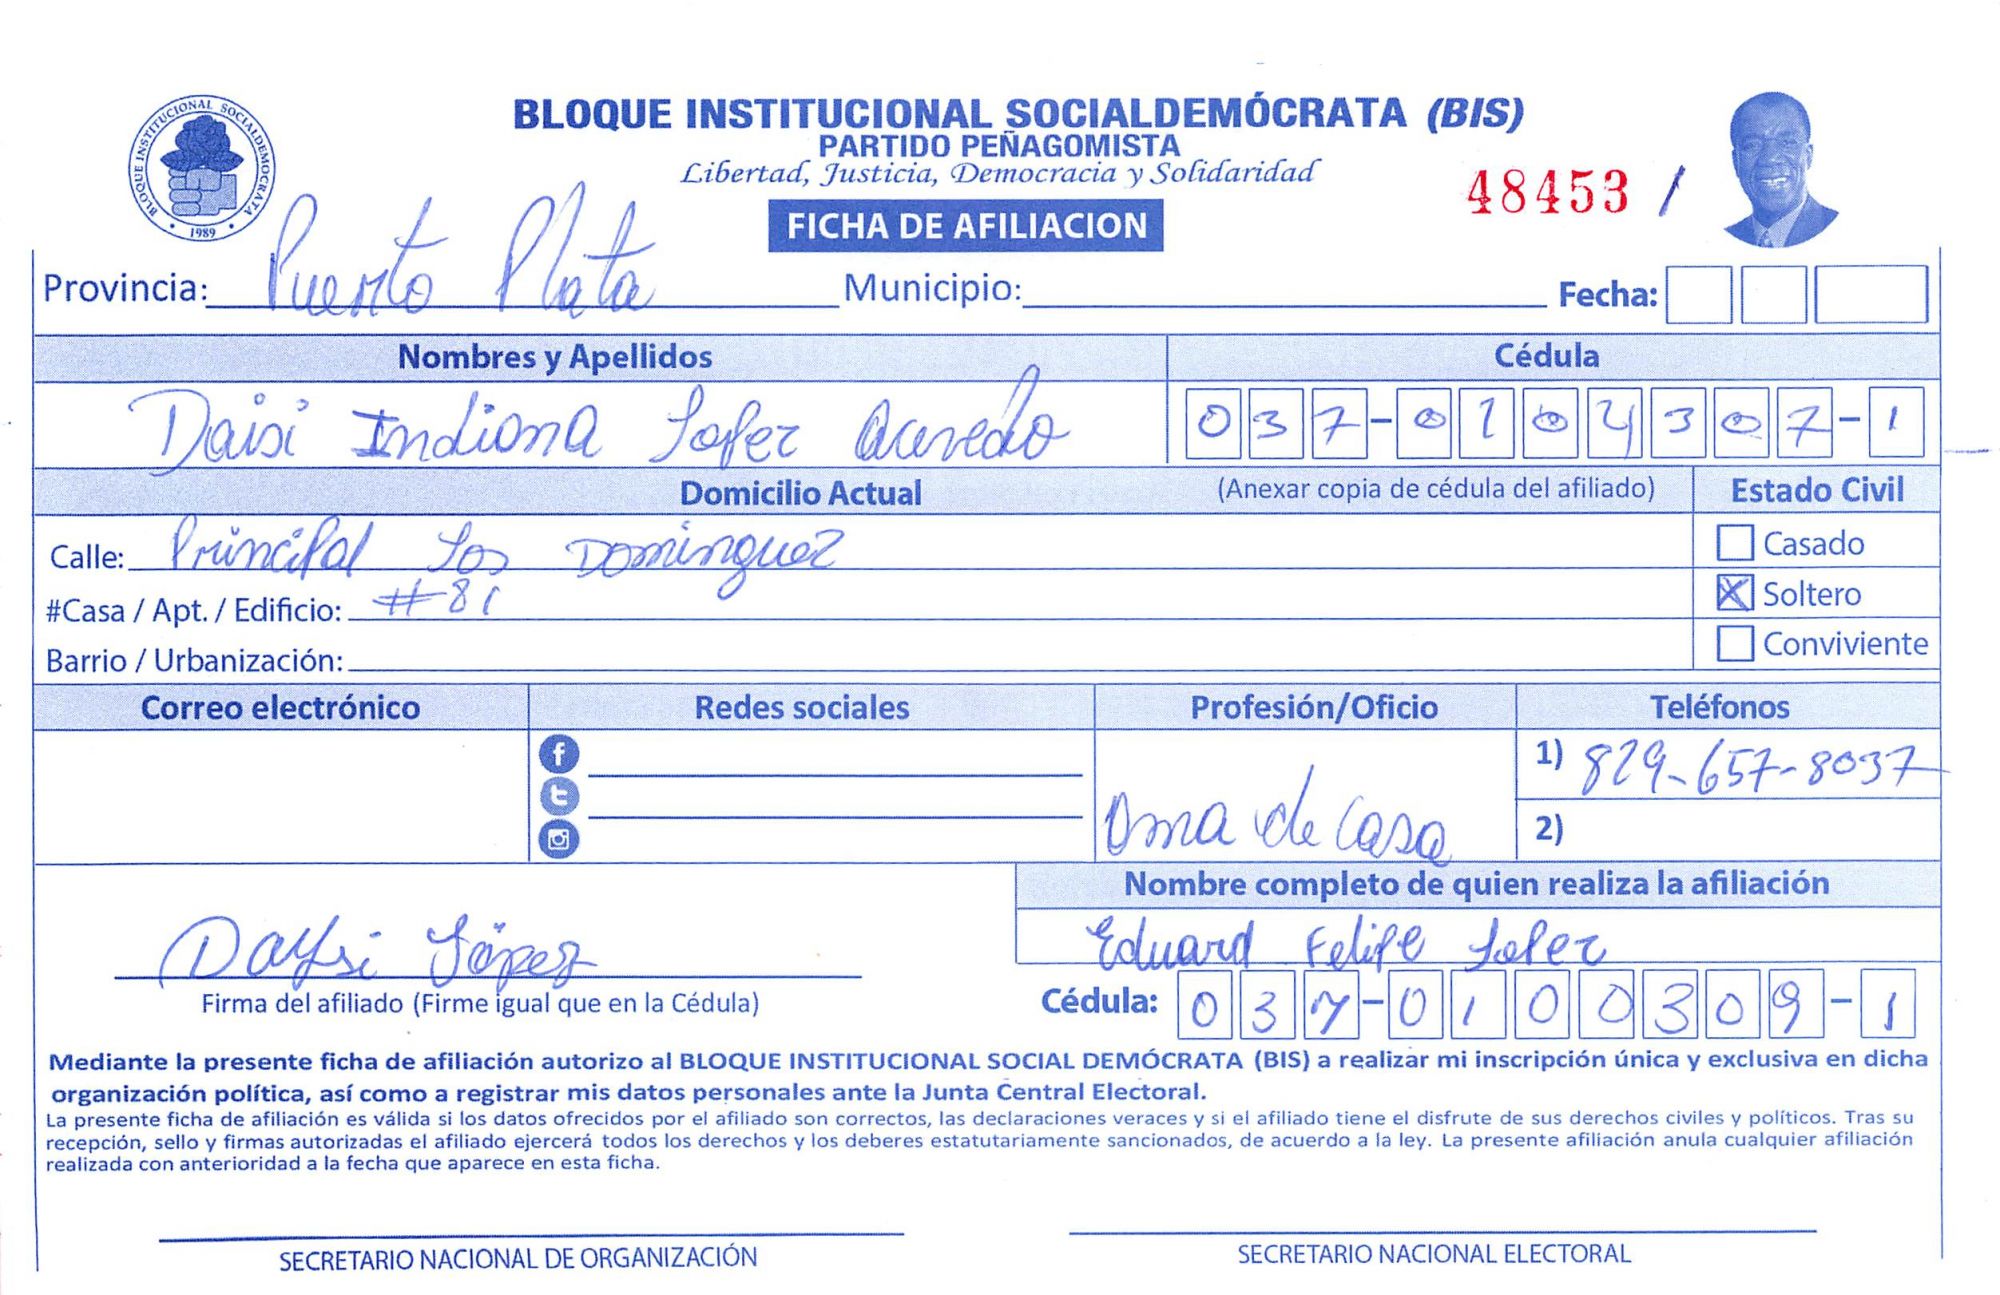 BLOQUE INSTITUCIONAL SOCIALDEMOCRATA
1989
BLOQUE INSTITUCIONAL SOCIALDEMÓCRATA (BIS)
PARTIDO PEÑAGOMISTA
Libertad, Justicia, Democracia y Solidaridad
48453 /
FICHA DE AFILIACION
Provincia: Puerto Plata Municipio: Fecha:
Nombres y Apellidos Cédula
Daisi Indiana Lopez Acevedo 037-0104307-1
Domicilio Actual (Anexar copia de cédula del afiliado) Estado Civil
Calle: Principal Los Dominguez Casado
#Casa / Apt. / Edificio: #81 Soltero
Barrio / Urbanización: Conviviente
Correo electrónico Redes sociales Profesión/Oficio Teléfonos
1) 829-657-8037
Ama de Casa
2)
Nombre completo de quien realiza la afiliación
Eduard Felipe Lopez
Daysi López
Firma del afiliado (Firme igual que en la Cédula) Cédula: 037-0100309-1
Mediante la presente ficha de afiliación autorizo al BLOQUE INSTITUCIONAL SOCIAL DEMÓCRATA (BIS) a realizar mi inscripción única y exclusiva en dicha
organización política, así como a registrar mis datos personales ante la Junta Central Electoral.
La presente ficha de afiliación es válida si los datos ofrecidos por el afiliado son correctos, las declaraciones veraces y si el afiliado tiene el disfrute de sus derechos civiles y políticos. Tras su
recepción, sello y firmas autorizadas el afiliado ejercerá todos los derechos y los deberes estatutariamente sancionados, de acuerdo a la ley. La presente afiliación anula cualquier afiliación
realizada con anterioridad a la fecha que aparece en esta ficha.
SECRETARIO NACIONAL DE ORGANIZACIÓN SECRETARIO NACIONAL ELECTORAL